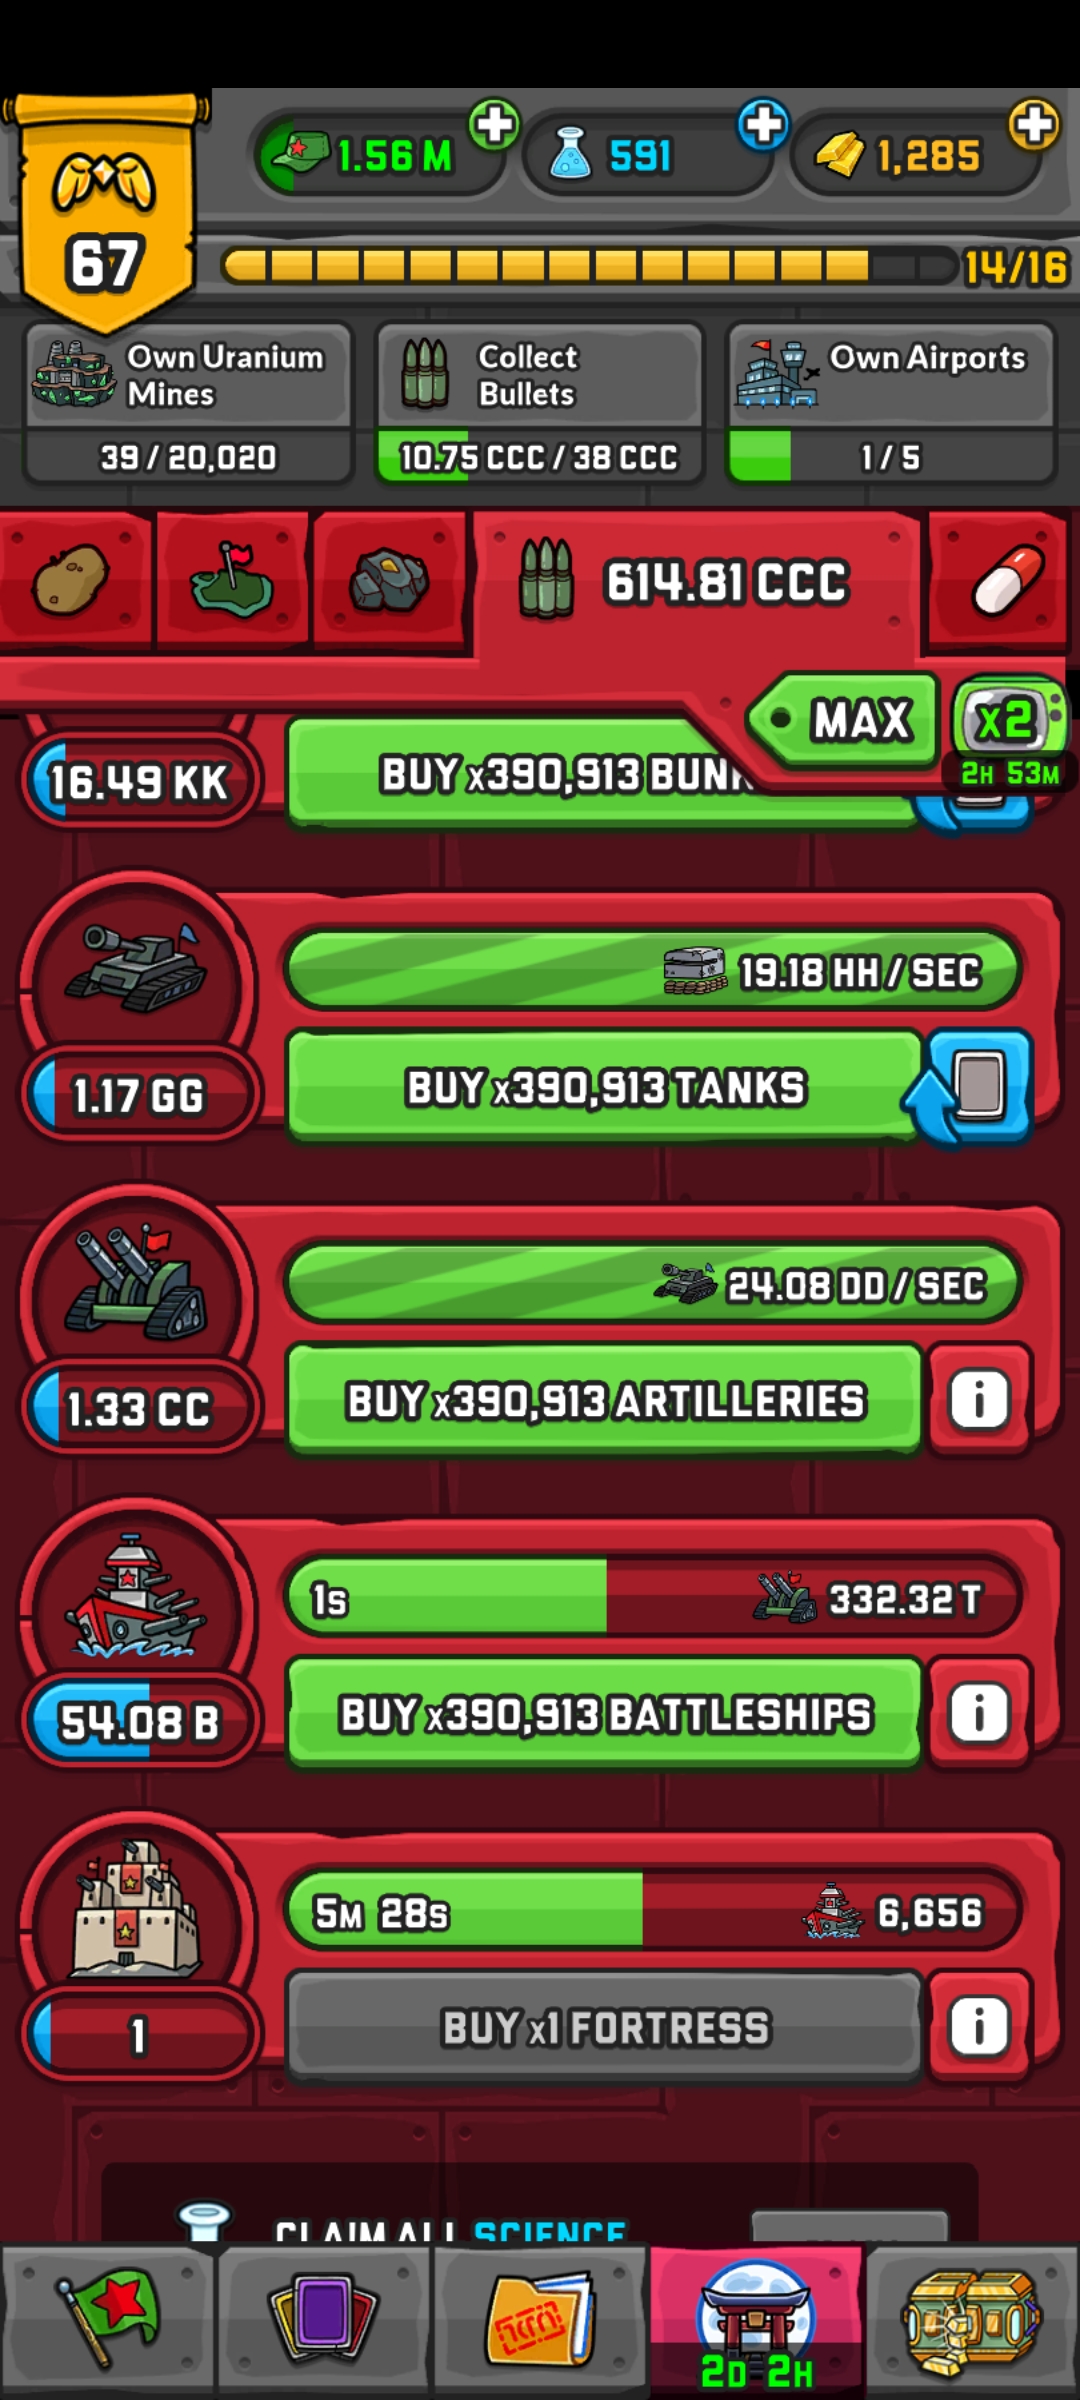 1.56 M
591
1,285
67
14/16
Own Uranium
Mines
39 / 20,020
Collect
Bullets
10.75 CCC / 38 CCC
Own Airports
1 / 5
614.81 CCC
MAX
x2
2H 53M
16.49 KK
BUY x390,913
19.18 HH / SEC
1.17 GG
BUY x390,913 TANKS
24.08 DD / SEC
1.33 CC
BUY x390,913 ARTILLERIES
i
1s
332.32 T
54.08 B
BUY x390,913 BATTLESHIPS
i
5M 28s
6,656
1
BUY x1 FORTRESS
i
CLAIM ALL SCIENCE
2D 2H